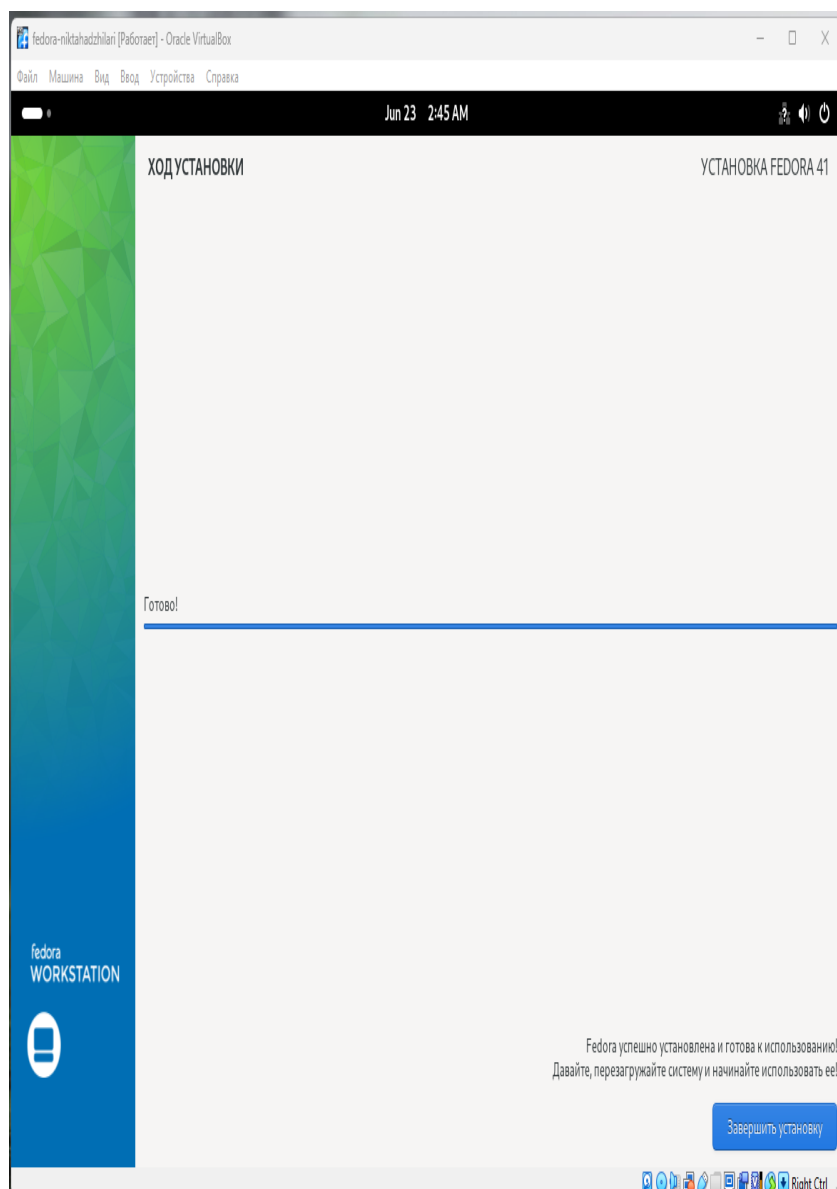 fedora-niktahadzhilari [Работает] - Oracle VirtualBox
Файл Машина Вид Ввод Устройства Справка
Jun 23 2:45 AM
ХОД УСТАНОВКИ
УСТАНОВКА FEDORA 41
Готово!
fedora
WORKSTATION
Fedora успешно установлена и готова к использованию!
Давайте, перезагружайте систему и начинайте использовать ее!
Завершить установку
Right Ctrl